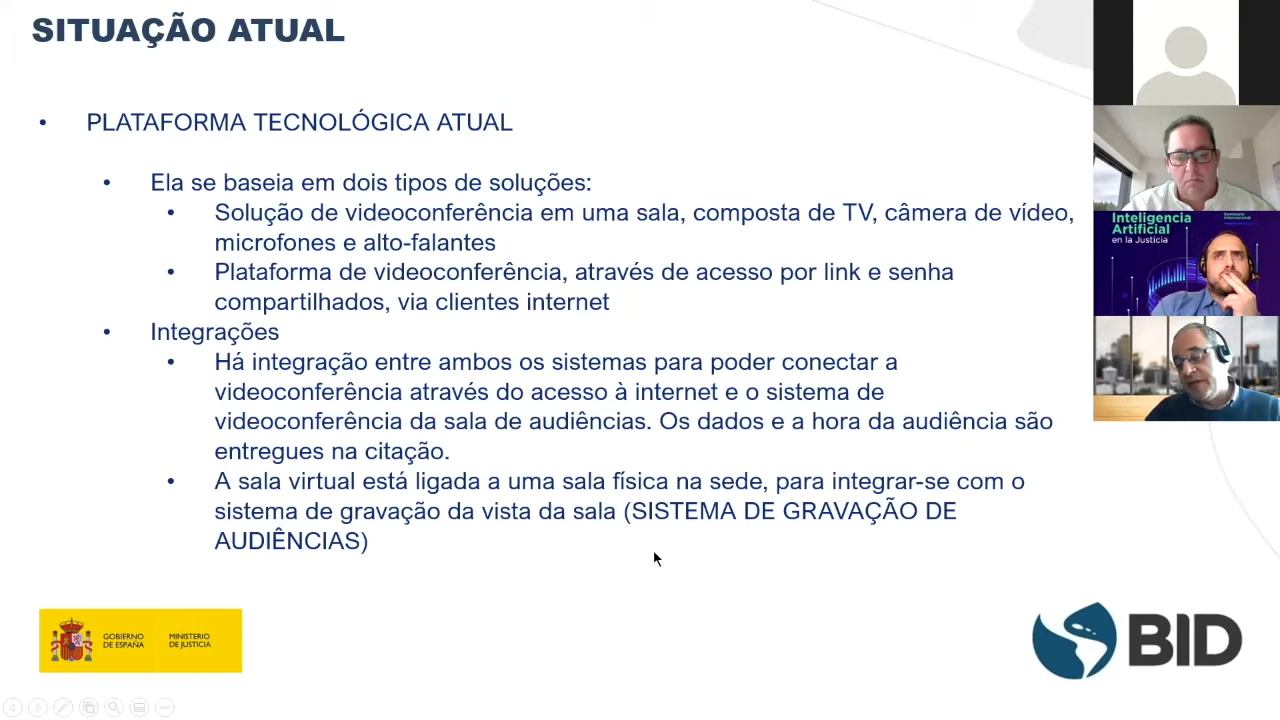 SITUAÇÃO ATUAL
• PLATAFORMA TECNOLÓGICA ATUAL
• Ela se baseia em dois tipos de soluções:
• Solução de videoconferência em uma sala, composta de TV, câmera de vídeo,
microfones e alto-falantes
• Plataforma de videoconferência, através de acesso por link e senha
compartilhados, via clientes internet
• Integrações
• Há integração entre ambos os sistemas para poder conectar a
videoconferência através do acesso à internet e o sistema de
videoconferência da sala de audiências. Os dados e a hora da audiência são
entregues na citação.
• A sala virtual está ligada a uma sala física na sede, para integrar-se com o
sistema de gravação da vista da sala (SISTEMA DE GRAVAÇÃO DE
AUDIÊNCIAS)
GOBIERNO
DE ESPAÑA
MINISTERIO
DE JUSTICIA
BID
Inteligencia
Artificial
en la Justicia
Seminario
Internacional